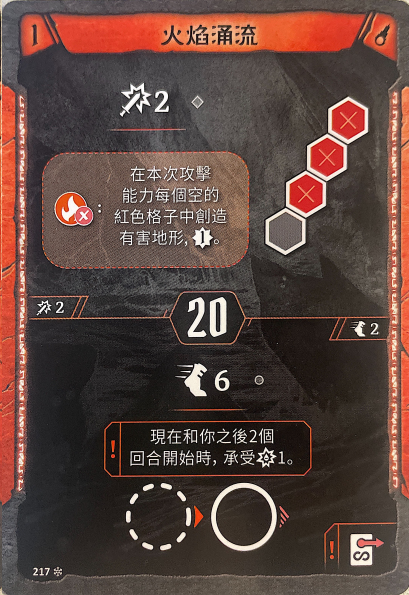 1
火焰涌流
2
在本次攻擊
能力每個空的
紅色格子中創造
有害地形, 1。
2
20
2
6
! 現在和你之後2個
回合開始時, 承受1。
!
S
217